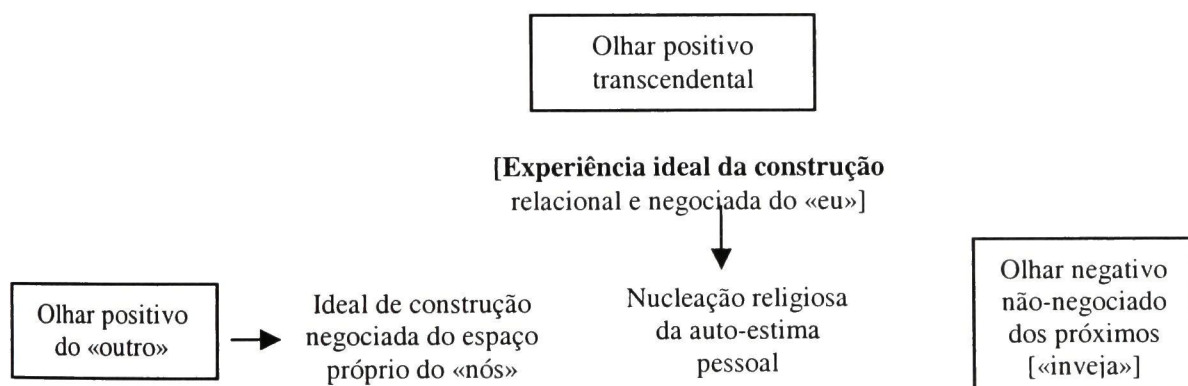 Olhar positivo
transcendental
[Experiência ideal da construção
relacional e negociada do «eu»]
Olhar positivo
do «outro»
Ideal de construção
negociada do espaço
próprio do «nós»
Nucleação religiosa
da auto-estima
pessoal
Olhar negativo
não-negociado
dos próximos
[«inveja»]